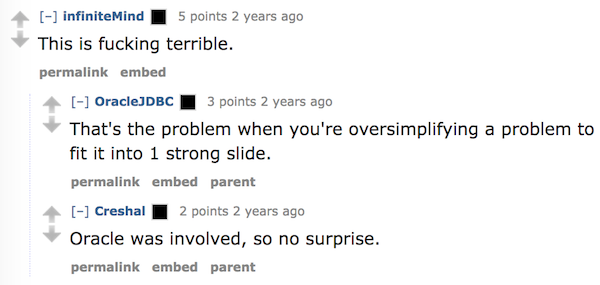 [-] infiniteMind 5 points 2 years ago
This is fucking terrible.
permalink embed
[-] OracleJDBC 3 points 2 years ago
That's the problem when you're oversimplifying a problem to
fit it into 1 strong slide.
permalink embed parent
[-] Creshal 2 points 2 years ago
Oracle was involved, so no surprise.
permalink embed parent